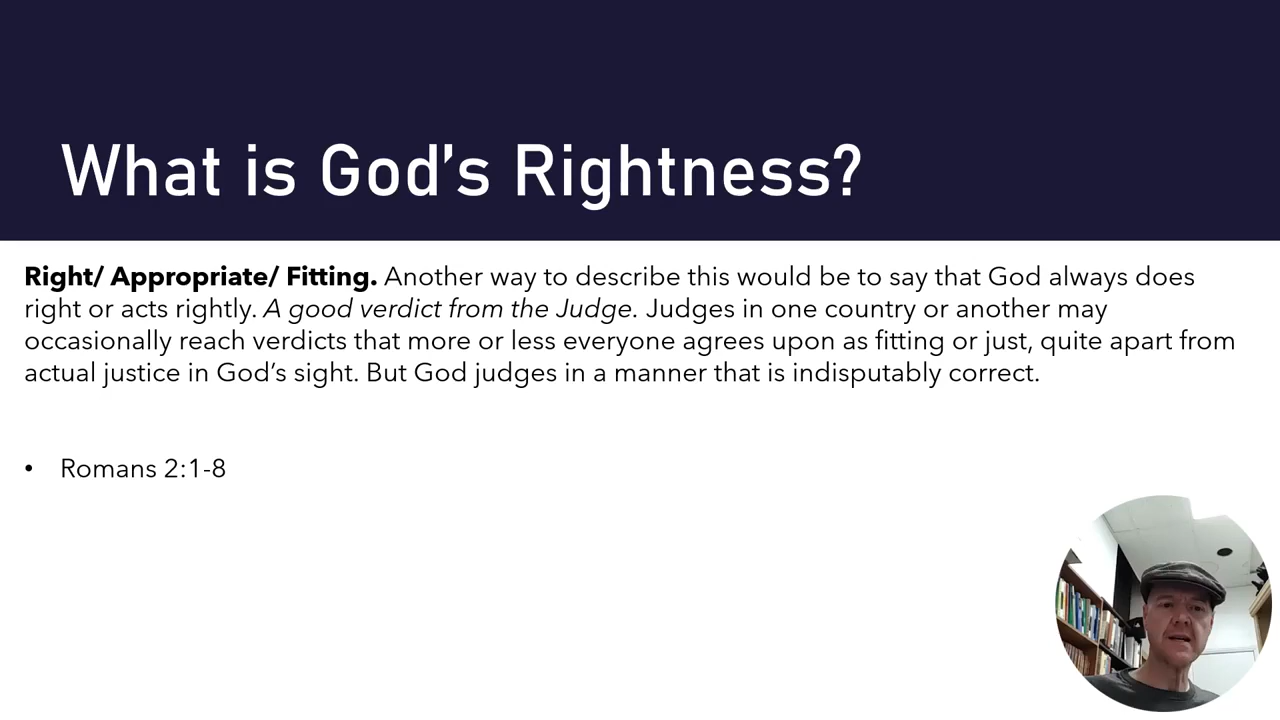 What is God’s Rightness?
Right/ Appropriate/ Fitting. Another way to describe this would be to say that God always does
right or acts rightly. A good verdict from the Judge. Judges in one country or another may
occasionally reach verdicts that more or less everyone agrees upon as fitting or just, quite apart from
actual justice in God’s sight. But God judges in a manner that is indisputably correct.
• Romans 2:1-8